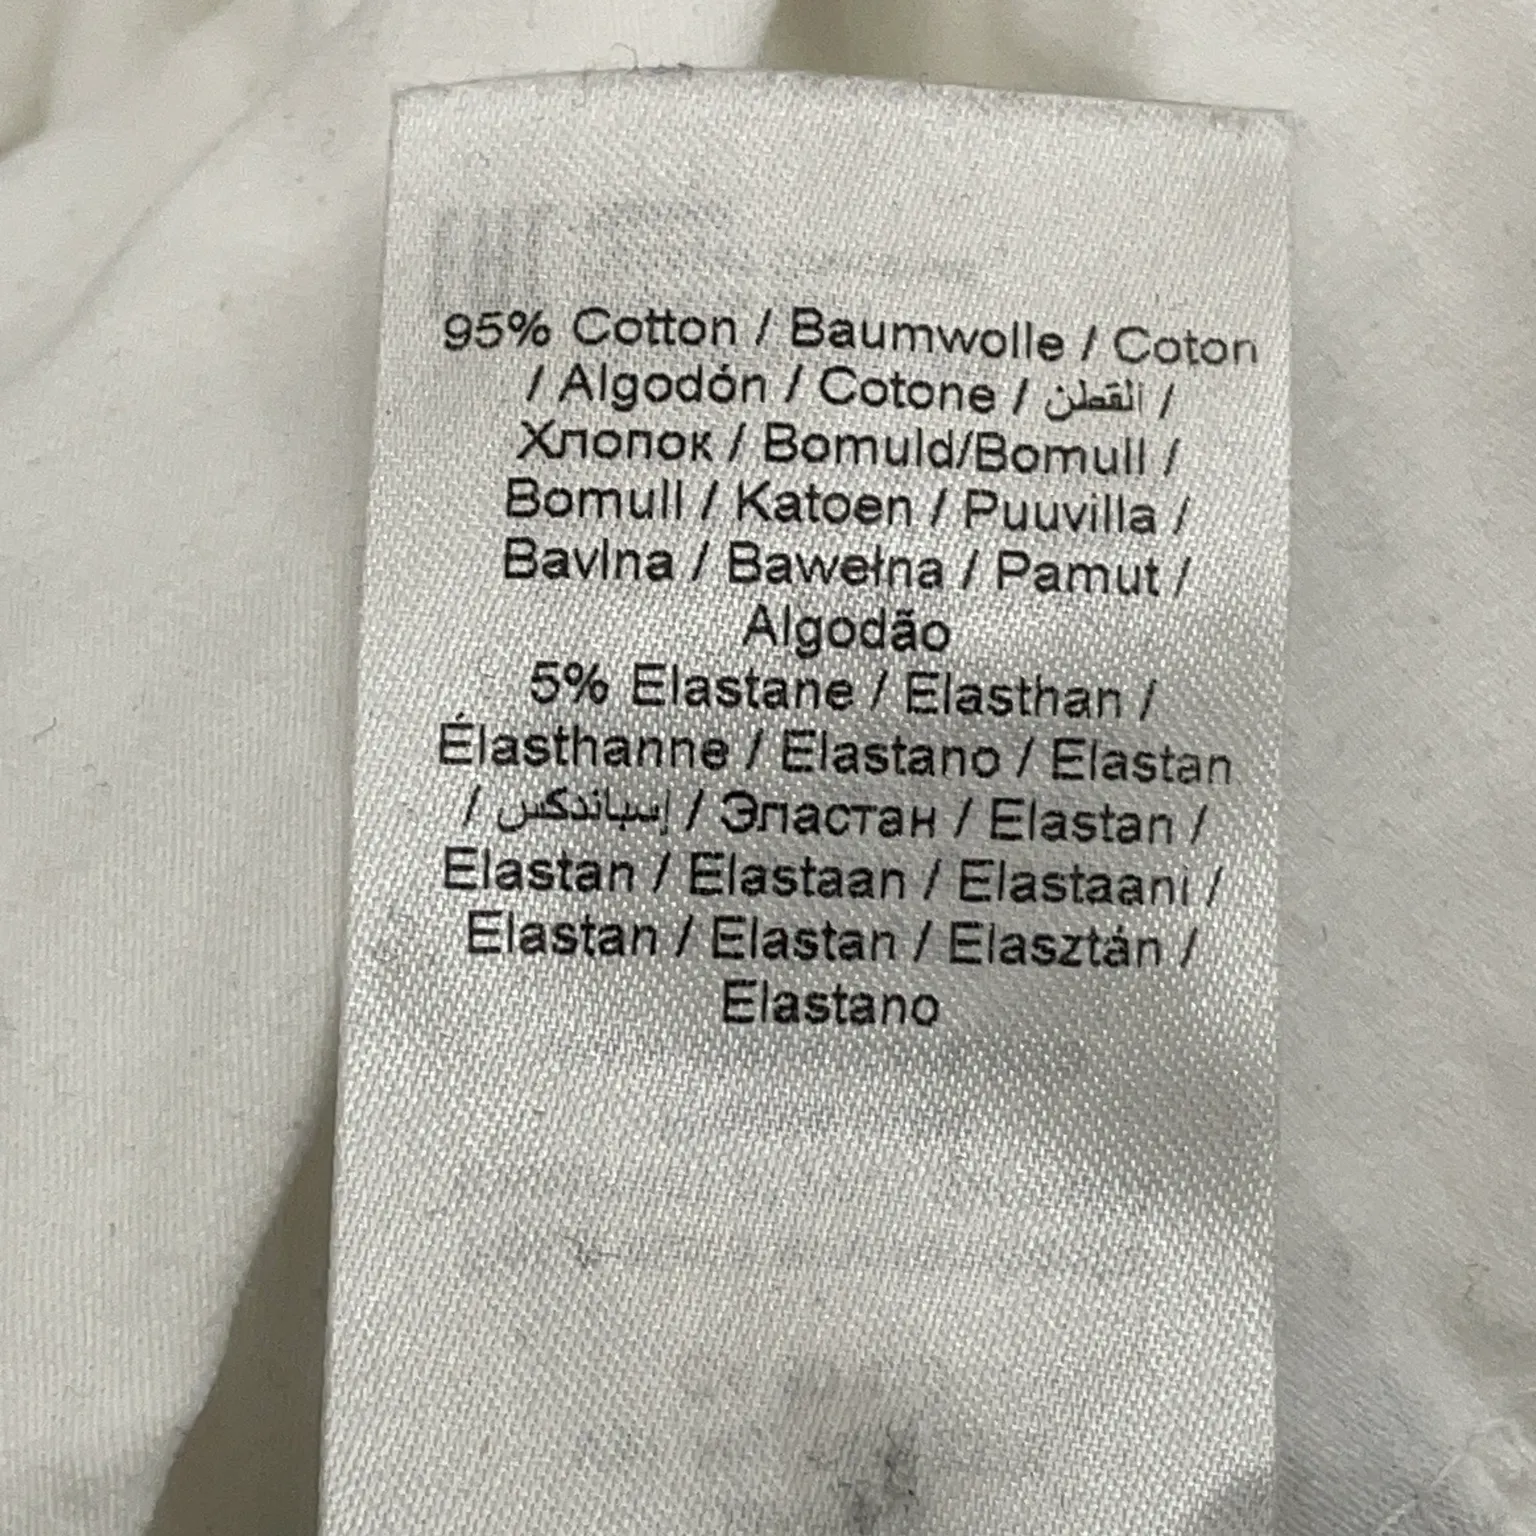 95% Cotton / Baumwolle / Coton
/ Algodón / Cotone / القطن /
Хлопок / Bomuld/Bomull /
Bomull / Katoen / Puuvilla /
Bavlna / Bawełna / Pamut /
Algodão
5% Elastane / Elasthan /
Élasthanne / Elastano / Elastan
/ إسباندكس / Эластан / Elastan /
Elastan / Elastaan / Elastaani /
Elastan / Elastan / Elasztán /
Elastano